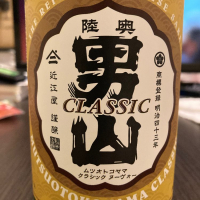 陸奥
男山
CLASSIC
近江屋 謹醸
商標登録 明治四十三年
ムツオトコヤマ
クラシック ヌーヴォー